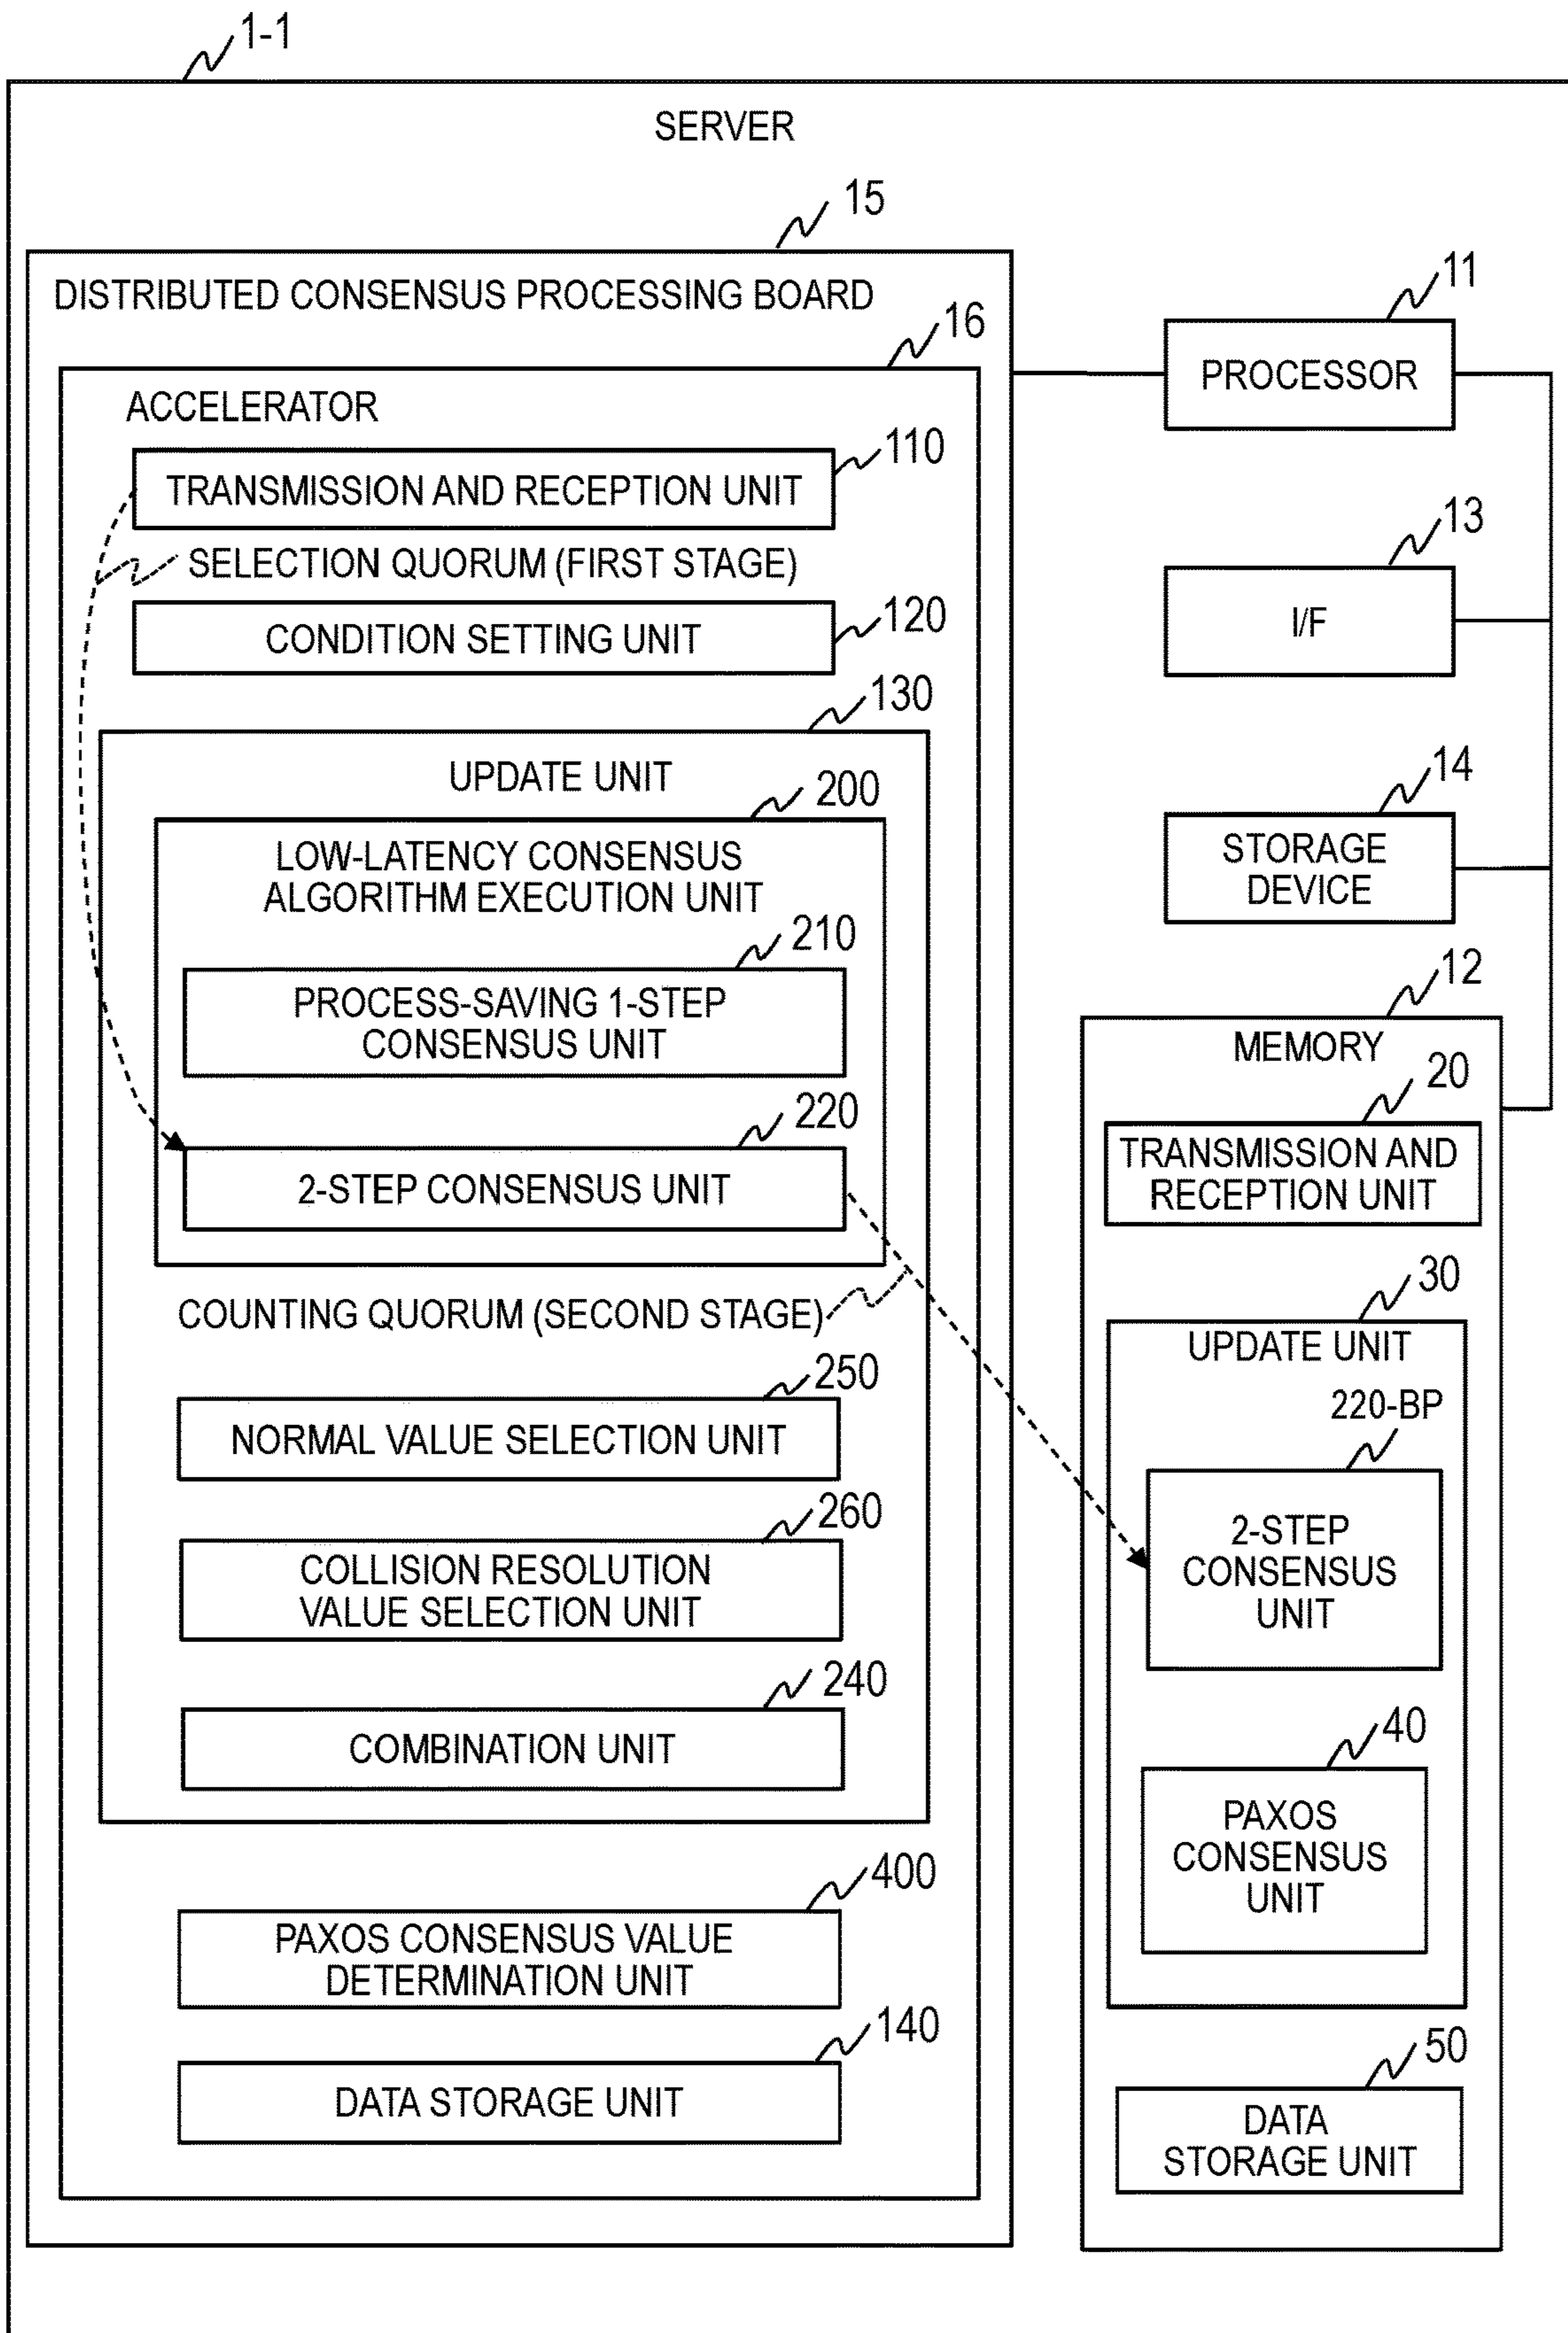 1-1
SERVER
15
DISTRIBUTED CONSENSUS PROCESSING BOARD
16
ACCELERATOR
110
TRANSMISSION AND RECEPTION UNIT
SELECTION QUORUM (FIRST STAGE)
120
CONDITION SETTING UNIT
130
UPDATE UNIT
200
LOW-LATENCY CONSENSUS
ALGORITHM EXECUTION UNIT
210
PROCESS-SAVING 1-STEP
CONSENSUS UNIT
220
2-STEP CONSENSUS UNIT
COUNTING QUORUM (SECOND STAGE)
250
NORMAL VALUE SELECTION UNIT
260
COLLISION RESOLUTION
VALUE SELECTION UNIT
240
COMBINATION UNIT
400
PAXOS CONSENSUS VALUE
DETERMINATION UNIT
140
DATA STORAGE UNIT
11
PROCESSOR
13
I/F
14
STORAGE
DEVICE
12
MEMORY
20
TRANSMISSION AND
RECEPTION UNIT
30
UPDATE UNIT
220-BP
2-STEP
CONSENSUS
UNIT
40
PAXOS
CONSENSUS
UNIT
50
DATA
STORAGE UNIT